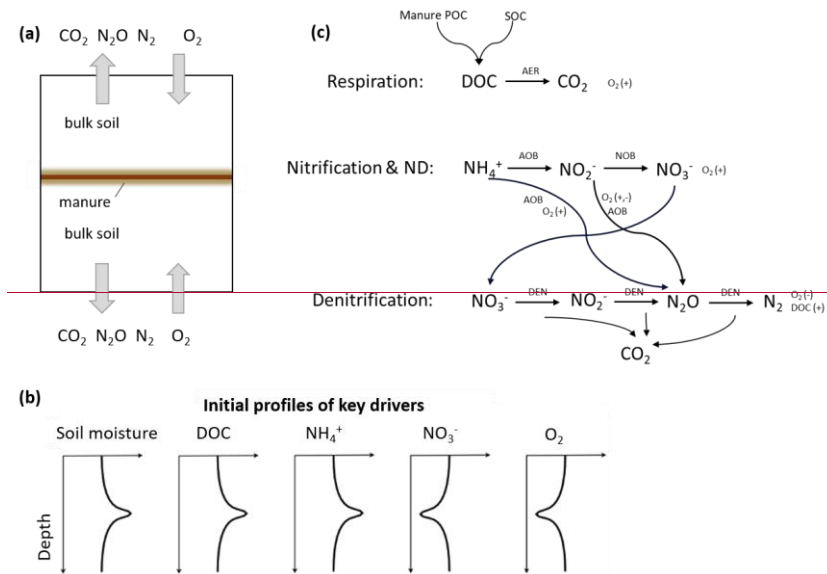 (a)
CO₂ N₂O N₂ O₂
bulk soil
manure
bulk soil
CO₂ N₂O N₂ O₂
(c)
Manure POC SOC
Respiration: DOC AER CO₂ O₂ (+)
Nitrification & ND: NH₄⁺ AOB NO₂⁻ NOB NO₃⁻ O₂ (+)
AOB O₂ (+,-)
O₂ (+) AOB
Denitrification: NO₃⁻ DEN NO₂⁻ DEN N₂O DEN N₂ O₂ (-)
DOC (+)
CO₂
(b)
Initial profiles of key drivers
Soil moisture DOC NH₄⁺ NO₃⁻ O₂
Depth